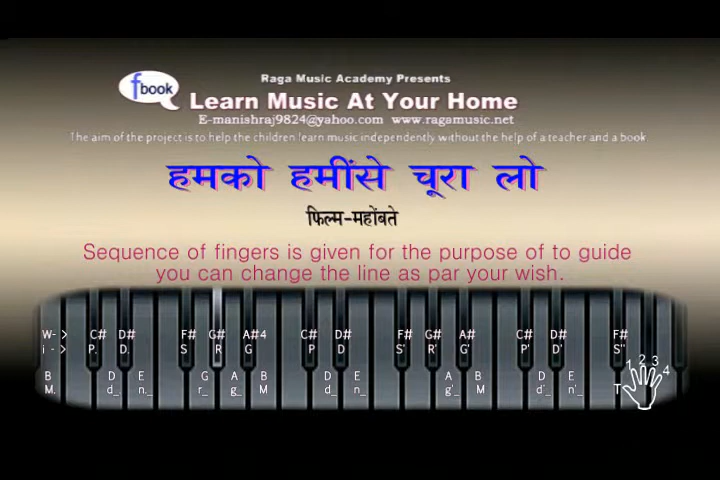 Raga Music Academy Presents
fbook
Learn Music At Your Home
E-manishraj9824@yahoo.com www.ragamusic.net
The aim of the project is to help the children learn music independently without the help of a teacher and a book
हमको हमींसे चूरा लो
फिल्म-महोंबते
Sequence of fingers is given for the purpose of to guide
you can change the line as par your wish.
W- > C# D# F# G# A#4 C# D# F# G# A# C# D# F#
i - > P. D. S R G P D S' R' G' P' D' S"
B D E G A B D E A B D E
M. d_ n._ r_ g_ M d_ n_ g'_ M d'_ n'_
T 1 2 3 4